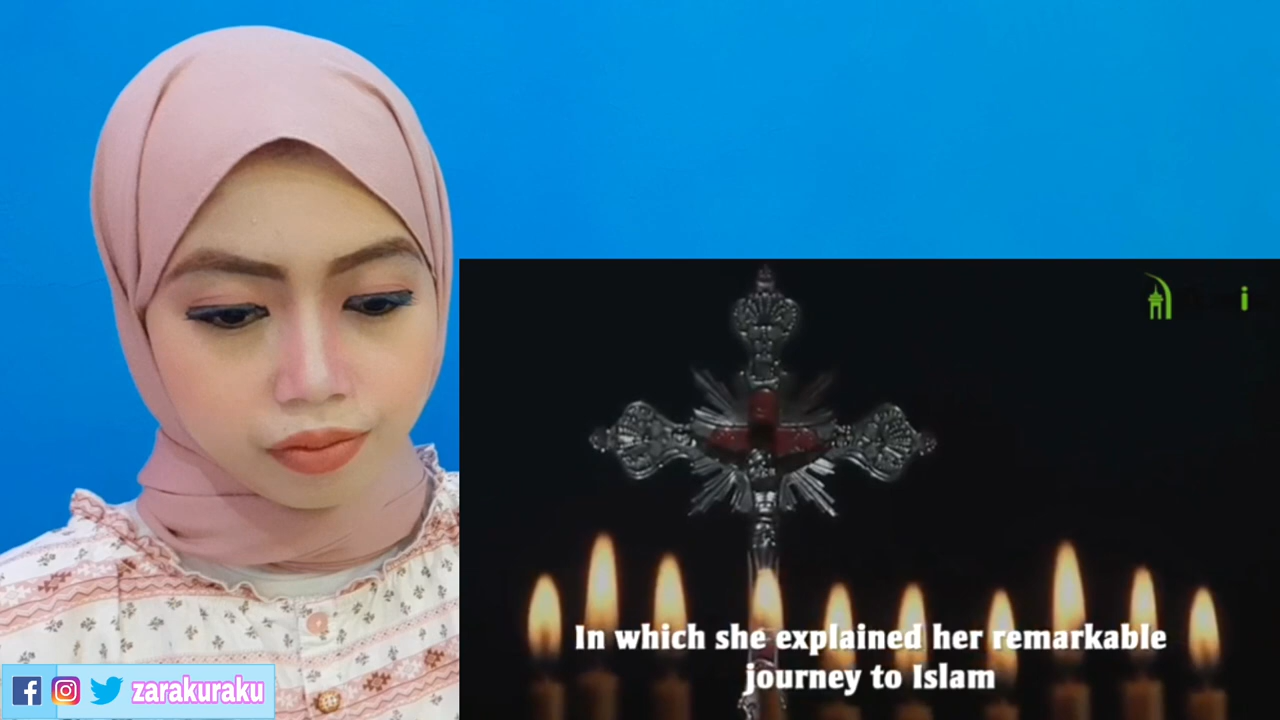 In which she explained her remarkable
journey to Islam
zarakuraku